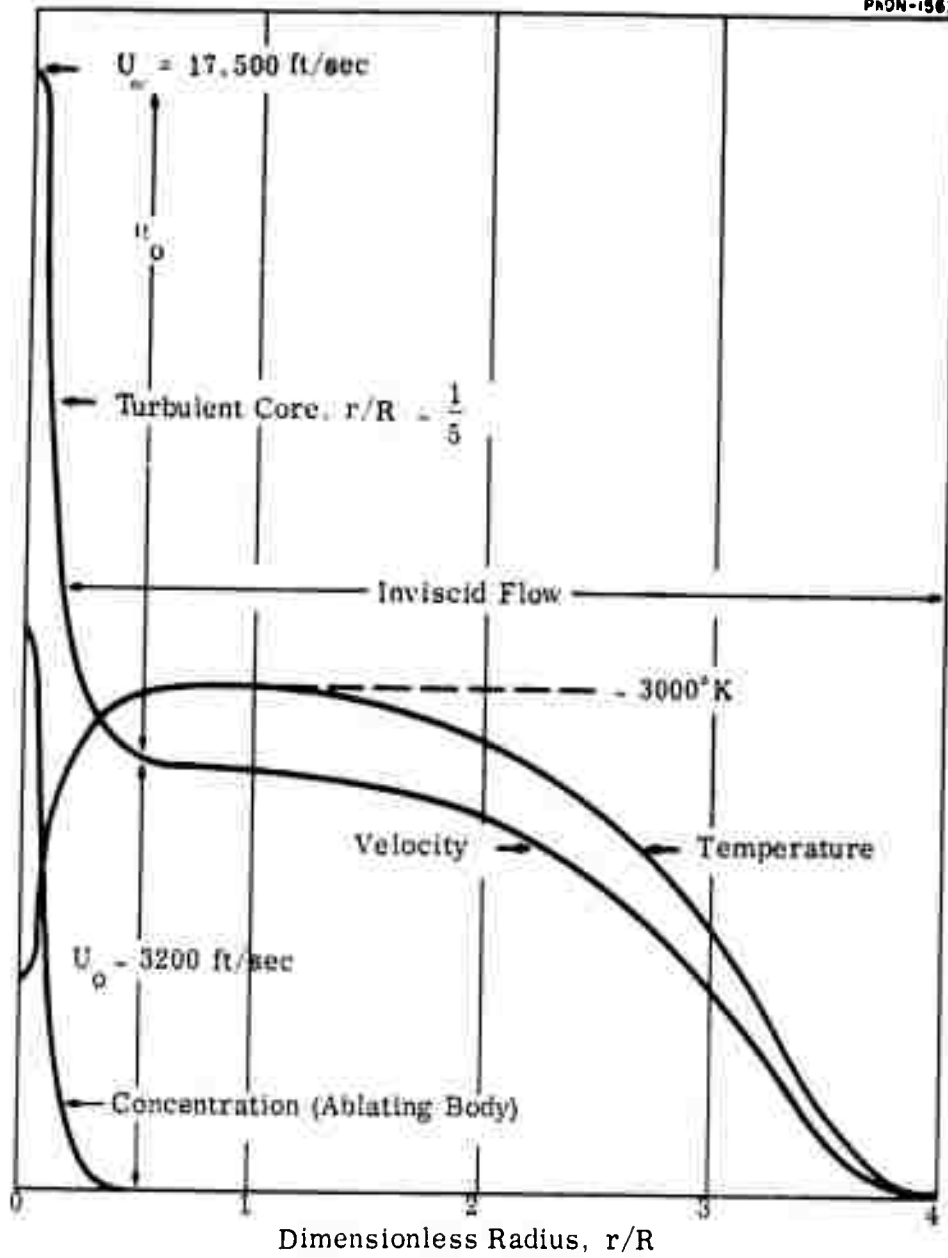 PADN-156
U∞ = 17,500 ft/sec
u₀
Turbulent Core, r/R ~ 1/5
Inviscid Flow
~ 3000°K
Velocity
Temperature
U₀ ~ 3200 ft/sec
Concentration (Ablating Body)
0 1 2 3 4
Dimensionless Radius, r/R